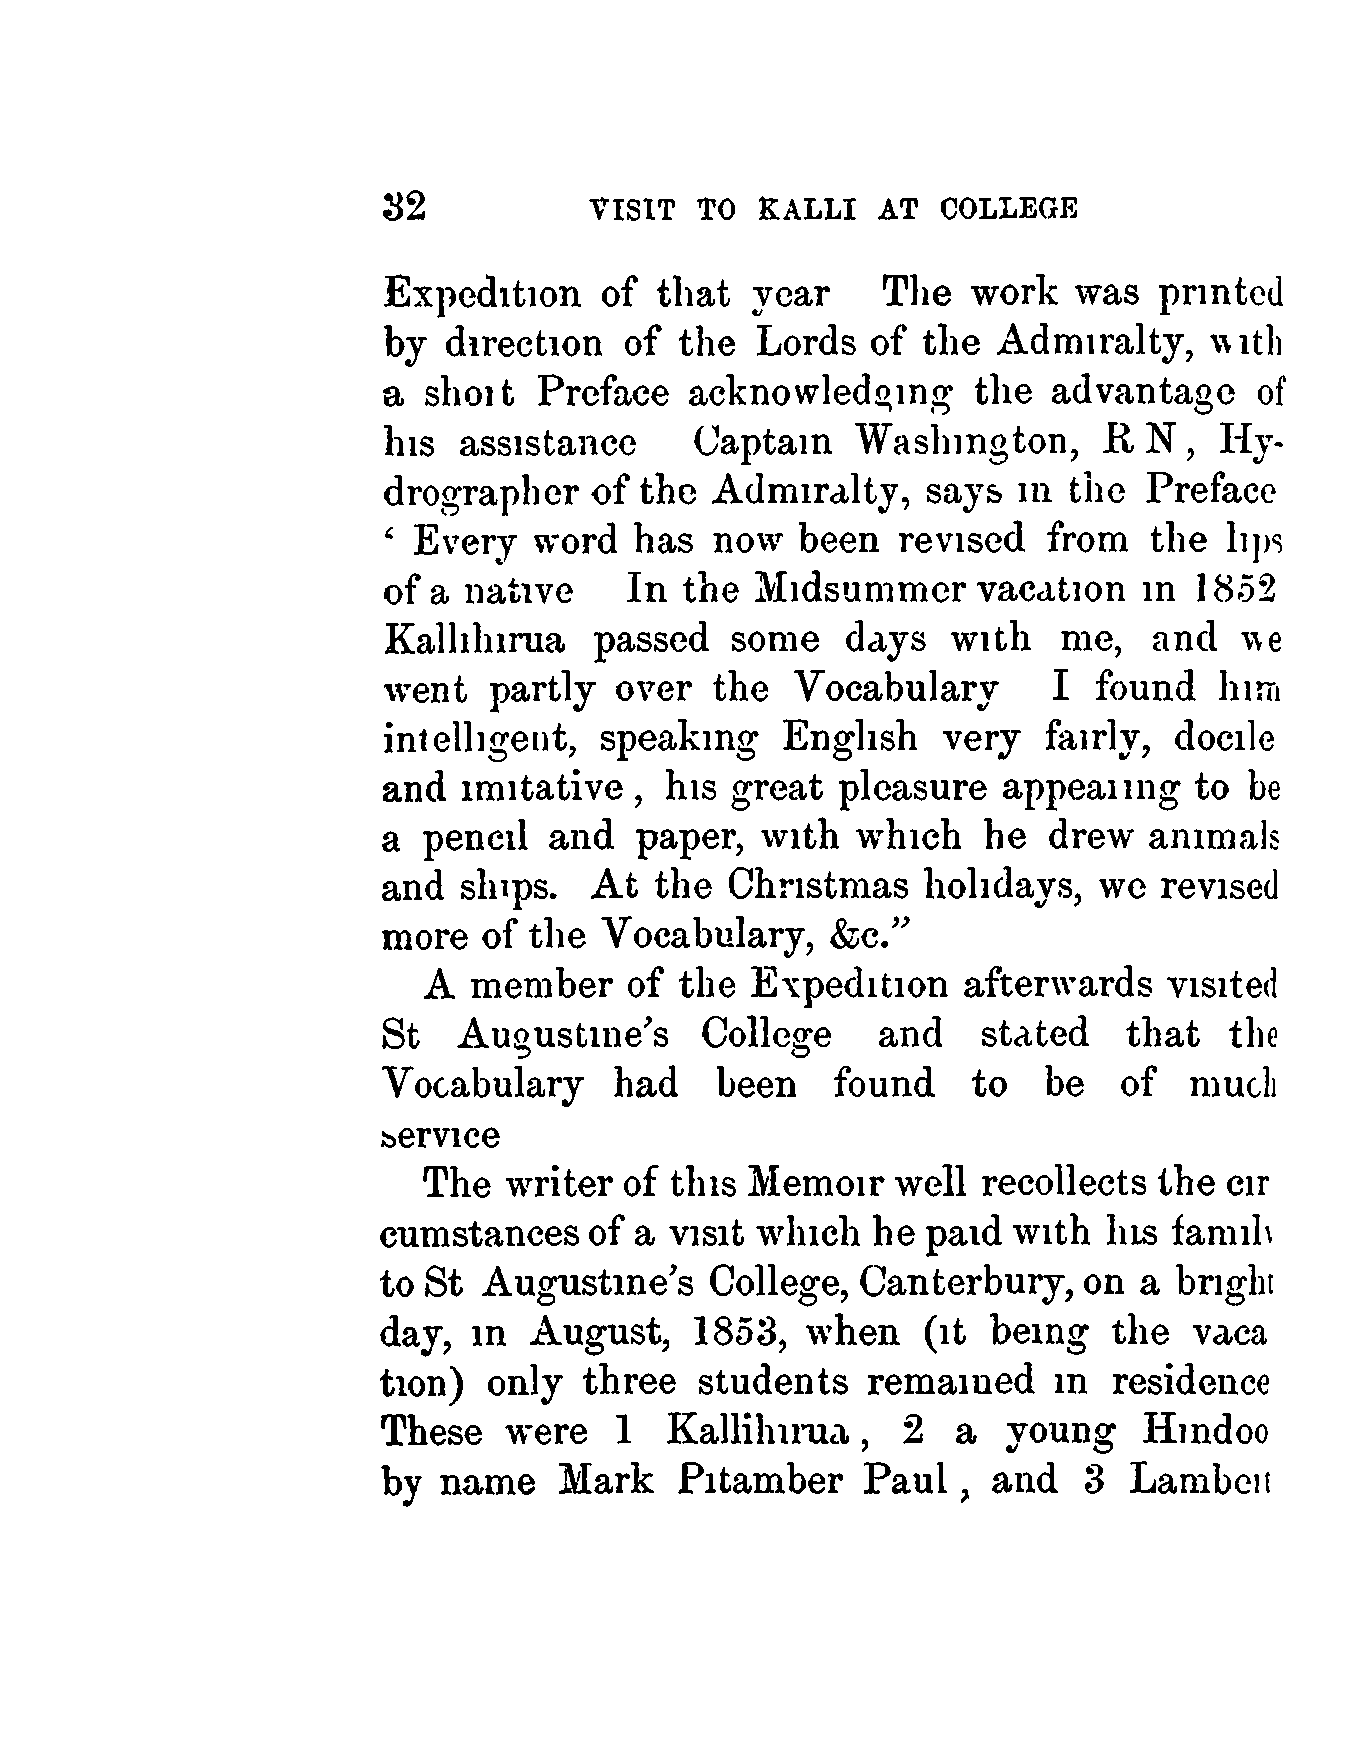 32 VISIT TO KALLI AT COLLEGE
Expedition of that year The work was printed
by direction of the Lords of the Admiralty, with
a short Preface acknowledging the advantage of
his assistance Captain Washington, R N, Hy-
drographer of the Admiralty, says in the Preface
‘ Every word has now been revised from the lips
of a native In the Midsummer vacation in 1852
Kallihirua passed some days with me, and we
went partly over the Vocabulary I found him
intelligent, speaking English very fairly, docile
and imitative, his great pleasure appearing to be
a pencil and paper, with which he drew animals
and ships. At the Christmas holidays, we revised
more of the Vocabulary, &c.”
A member of the Expedition afterwards visited
St Augustine's College and stated that the
Vocabulary had been found to be of much
service
The writer of this Memoir well recollects the cir
cumstances of a visit which he paid with his family
to St Augustine's College, Canterbury, on a bright
day, in August, 1853, when (it being the vaca
tion) only three students remained in residence
These were 1 Kallihirua, 2 a young Hindoo
by name Mark Pitamber Paul, and 3 Lambert